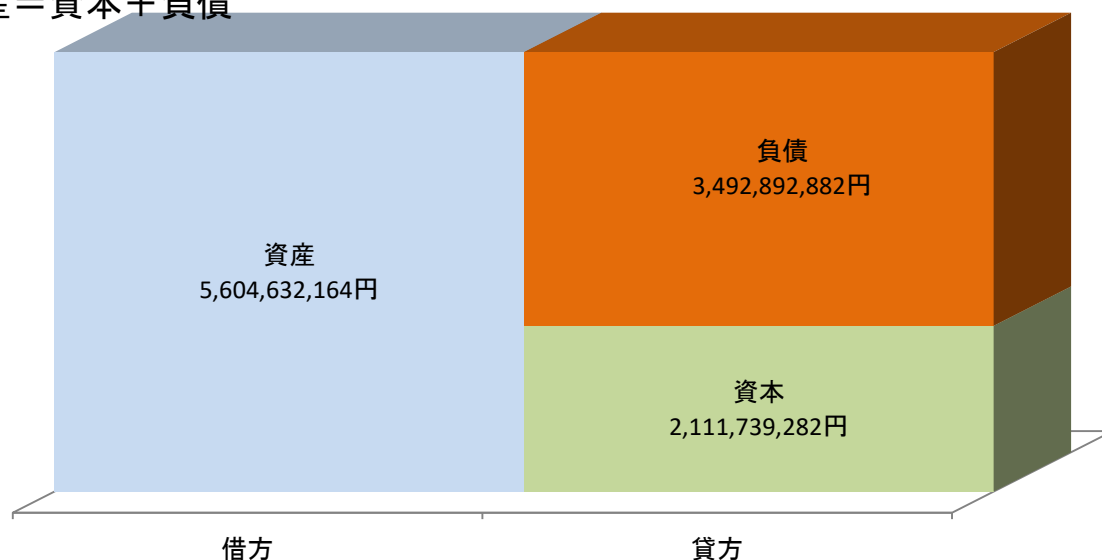 産＝資本＋負債
負債
3,492,892,882円
資産
5,604,632,164円
資本
2,111,739,282円
借方
貸方